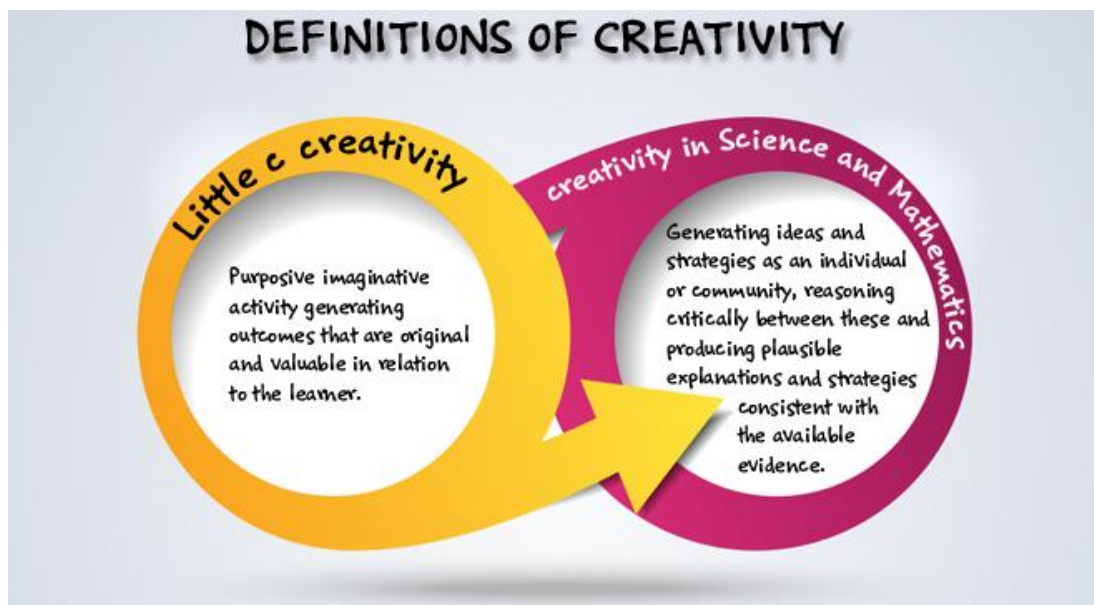 DEFINITIONS OF CREATIVITY
Little c creativity
Purposive imaginative
activity generating
outcomes that are original
and valuable in relation
to the learner.
creativity in Science and Mathematics
Generating ideas and
strategies as an individual
or community, reasoning
critically between these and
producing plausible
explanations and strategies
consistent with
the available
evidence.